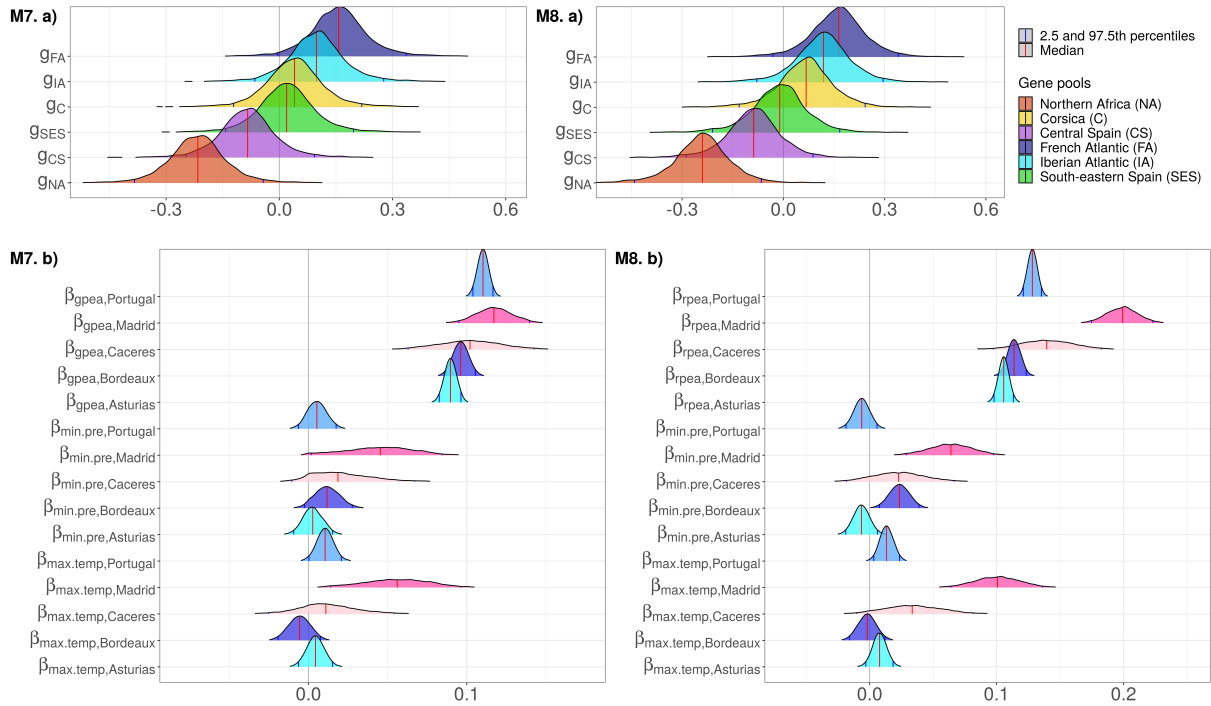 M7. a)
gFA
gIA
gC
gSES
gCS
gNA
-0.3 0.0 0.3 0.6
M8. a)
gFA
gIA
gC
gSES
gCS
gNA
-0.3 0.0 0.3 0.6
2.5 and 97.5th percentiles
Median
Gene pools
Northern Africa (NA)
Corsica (C)
Central Spain (CS)
French Atlantic (FA)
Iberian Atlantic (IA)
South-eastern Spain (SES)
M7. b)
βgpea,Portugal
βgpea,Madrid
βgpea,Caceres
βgpea,Bordeaux
βgpea,Asturias
βmin.pre,Portugal
βmin.pre,Madrid
βmin.pre,Caceres
βmin.pre,Bordeaux
βmin.pre,Asturias
βmax.temp,Portugal
βmax.temp,Madrid
βmax.temp,Caceres
βmax.temp,Bordeaux
βmax.temp,Asturias
0.0 0.1
M8. b)
βrpea,Portugal
βrpea,Madrid
βrpea,Caceres
βrpea,Bordeaux
βrpea,Asturias
βmin.pre,Portugal
βmin.pre,Madrid
βmin.pre,Caceres
βmin.pre,Bordeaux
βmin.pre,Asturias
βmax.temp,Portugal
βmax.temp,Madrid
βmax.temp,Caceres
βmax.temp,Bordeaux
βmax.temp,Asturias
0.0 0.1 0.2